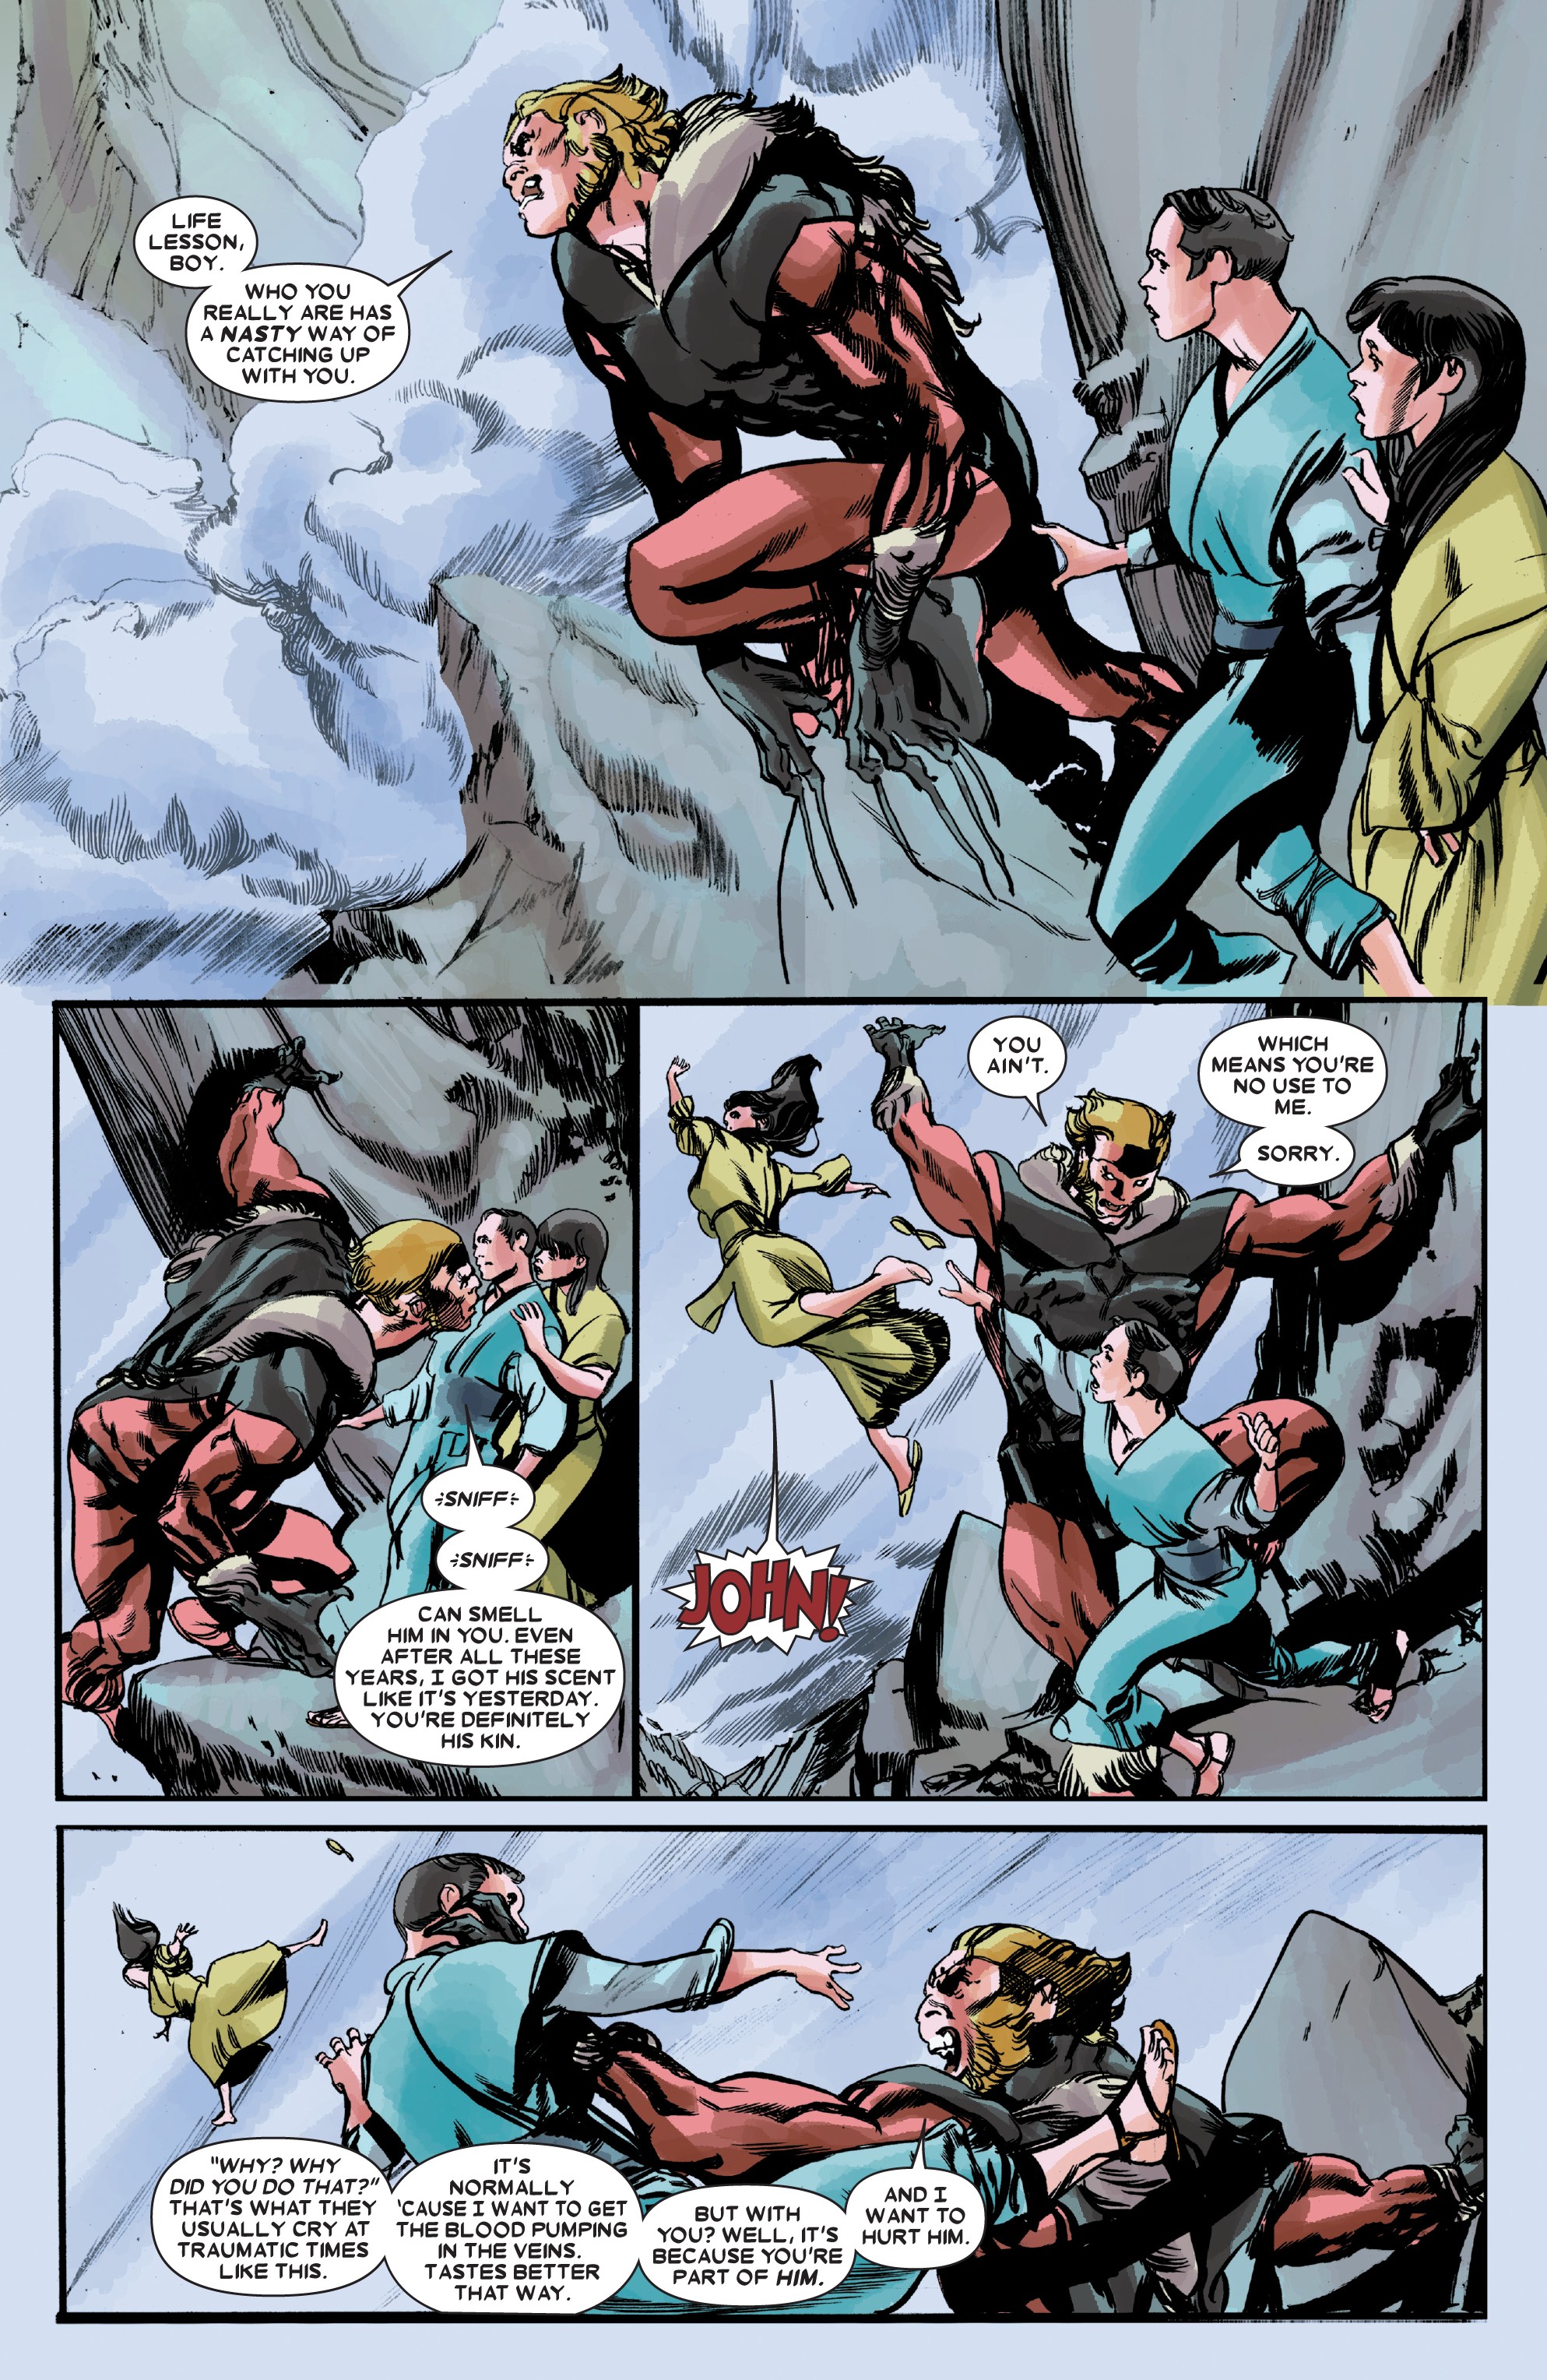 LIFE
LESSON,
BOY.
WHO YOU
REALLY ARE HAS
A NASTY WAY OF
CATCHING UP
WITH YOU.
SNIFF
SNIFF
CAN SMELL
HIM IN YOU. EVEN
AFTER ALL THESE
YEARS, I GOT HIS SCENT
LIKE IT'S YESTERDAY.
YOU'RE DEFINITELY
HIS KIN.
YOU
AIN'T.
WHICH
MEANS YOU'RE
NO USE TO
ME.
SORRY.
JOHN!
"WHY? WHY
DID YOU DO THAT?"
THAT'S WHAT THEY
USUALLY CRY AT
TRAUMATIC TIMES
LIKE THIS.
IT'S
NORMALLY
'CAUSE I WANT TO GET
THE BLOOD PUMPING
IN THE VEINS.
TASTES BETTER
THAT WAY.
BUT WITH
YOU? WELL, IT'S
BECAUSE YOU'RE
PART OF HIM.
AND I
WANT TO
HURT HIM.